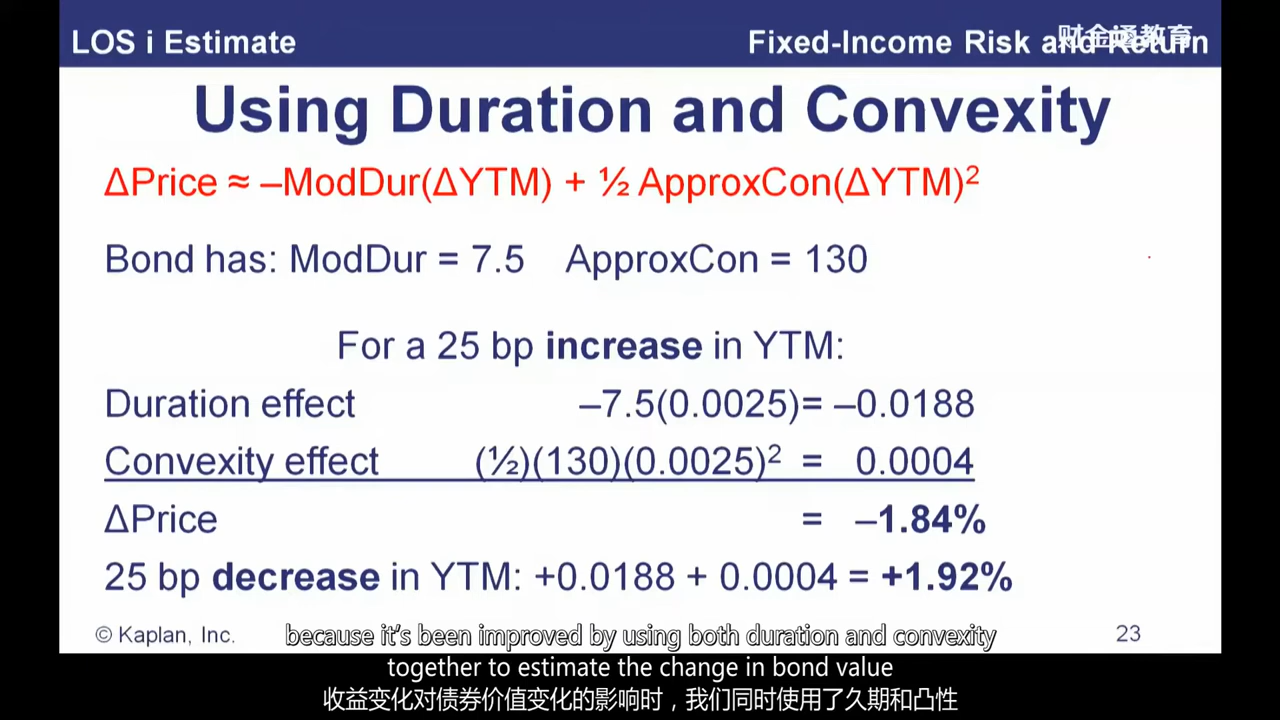 LOS i Estimate
Fixed-Income Risk and Return
财金通教育
Using Duration and Convexity
ΔPrice ≈ –ModDur(ΔYTM) + ½ ApproxCon(ΔYTM)²
Bond has: ModDur = 7.5 ApproxCon = 130
For a 25 bp increase in YTM:
Duration effect –7.5(0.0025)= –0.0188
Convexity effect (½)(130)(0.0025)² = 0.0004
ΔPrice = –1.84%
25 bp decrease in YTM: +0.0188 + 0.0004 = +1.92%
© Kaplan, Inc.
23
because it's been improved by using both duration and convexity
together to estimate the change in bond value
收益变化对债券价值变化的影响时，我们同时使用了久期和凸性